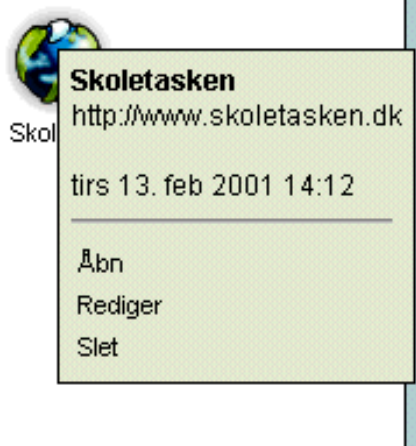 Skoletasken
http://www.skoletasken.dk
Skol
tirs 13. feb 2001 14:12
Åbn
Rediger
Slet